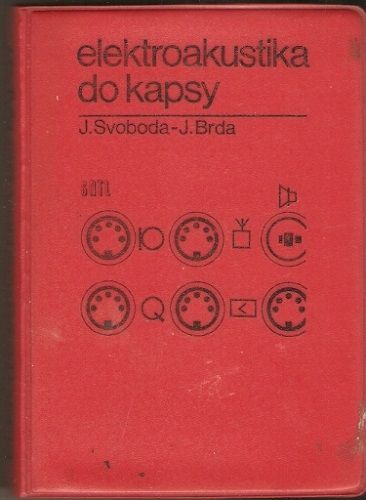 elektroakustika
do kapsy
J. Svoboda-J. Brda
SNTL